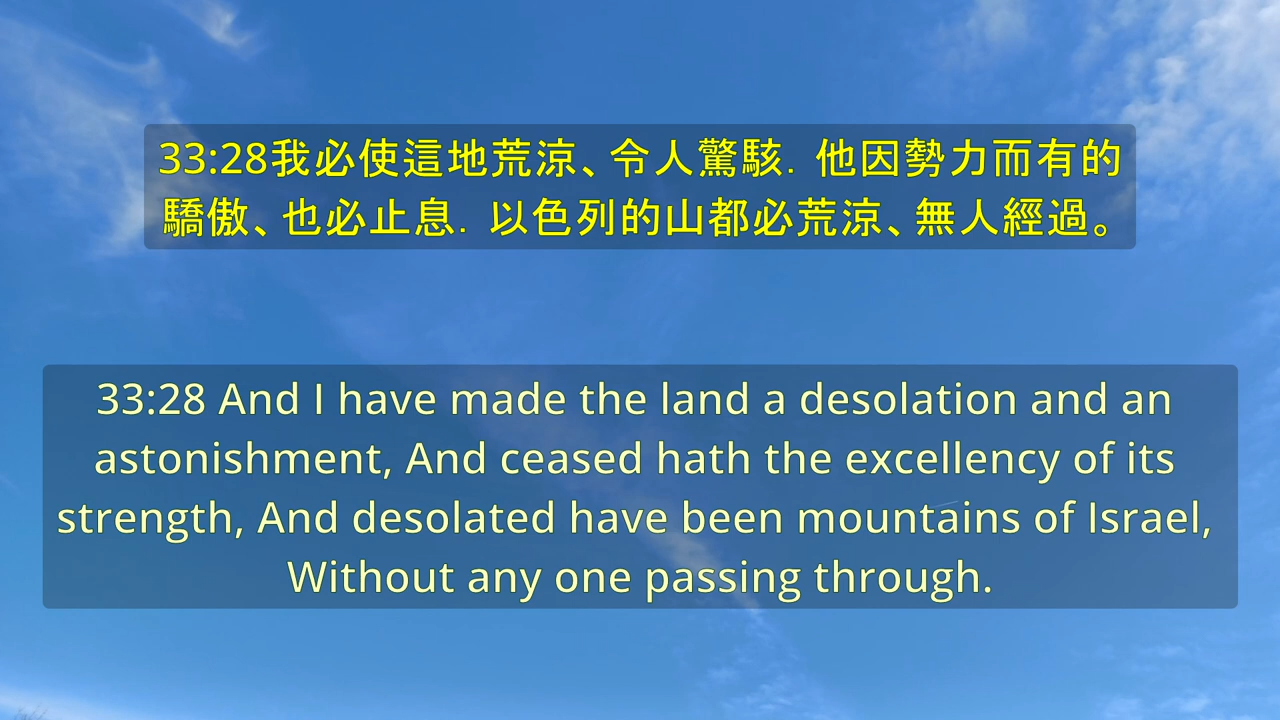 33:28我必使這地荒涼、令人驚駭．他因勢力而有的
驕傲、也必止息．以色列的山都必荒涼、無人經過。
33:28 And I have made the land a desolation and an
astonishment, And ceased hath the excellency of its
strength, And desolated have been mountains of Israel,
Without any one passing through.